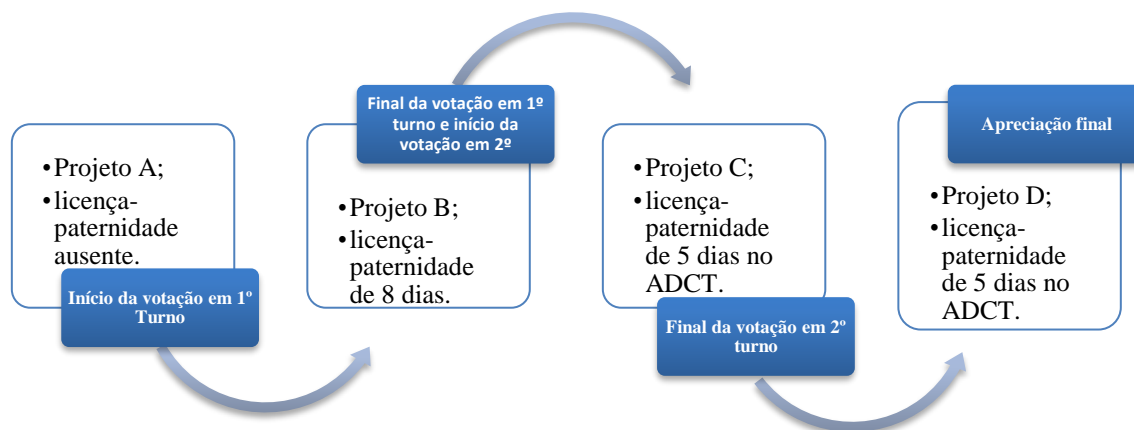 •Projeto A;
•licença-
paternidade
ausente.
Início da votação em 1º
Turno
Final da votação em 1º
turno e início da
votação em 2º
•Projeto B;
•licença-
paternidade
de 8 dias.
•Projeto C;
•licença-
paternidade
de 5 dias no
ADCT.
Final da votação em 2º
turno
Apreciação final
•Projeto D;
•licença-
paternidade
de 5 dias no
ADCT.